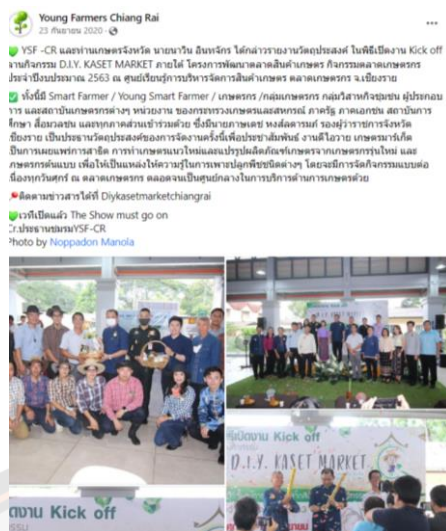 Young Farmers Chiang Rai
23 กันยายน 2020
YSF -CR และท่านเกษตรจังหวัด นายนาวิน อินทจักร ได้กล่าวรายงานวัตถุประสงค์ ในพิธีเปิดงาน Kick off
งานกิจกรรม D.I.Y. KASET MARKET ภายใต้ โครงการพัฒนาตลาดสินค้าเกษตร กิจกรรมตลาดเกษตรกร
ประจำปีงบประมาณ 2563 ณ ศูนย์เรียนรู้การบริหารจัดการสินค้าเกษตร ตลาดเกษตรกร จ.เชียงราย
ทั้งนี้มี Smart Farmer / Young Smart Farmer / เกษตรกร /กลุ่มเกษตรกร กลุ่มวิสาหกิจชุมชน ผู้ประกอบ
การ และสถาบันเกษตรกรต่างๆ หน่วยงาน ของกระทรวงเกษตรและสหกรณ์ ภาครัฐ ภาคเอกชน สถาบันการ
ศึกษา สื่อมวลชน และทุกภาคส่วนเข้าร่วมด้วย ซึ่งมีนายภาษเดช หงส์ลดารมภ์ รองผู้ว่าราชการจังหวัด
เชียงราย เป็นประธานวัตถุประสงค์ของการจัดงานครั้งนี้เพื่อประชาสัมพันธ์ งานดีไอวาย เกษตรมาร์เก็ต
เป็นการเผยแพร่การสาธิต การทำเกษตรแนวใหม่และแปรรูปผลิตภัณฑ์เกษตรจากเกษตรกรรุ่นใหม่ และ
เกษตรกรต้นแบบ เพื่อให้เป็นแหล่งให้ความรู้ในการเพาะปลูกพืชชนิดต่างๆ โดยจะมีการจัดกิจกรรมแบบต่อ
เนื่องทุกวันศุกร์ ณ ตลาดเกษตรกร ตลอดจนเป็นศูนย์กลางในการบริการด้านการเกษตรด้วย
ติดตามข่าวสารได้ที่ Diykasetmarketchiangrai
เวทีเปิดแล้ว The Show must go on
Cr.ประธานชมรมYSF-CR
Photo by Noppadon Manola
Kick off
ดงาน Kick off
ธีเปิดงาน Kick off
D.I.Y. KASET MARKET